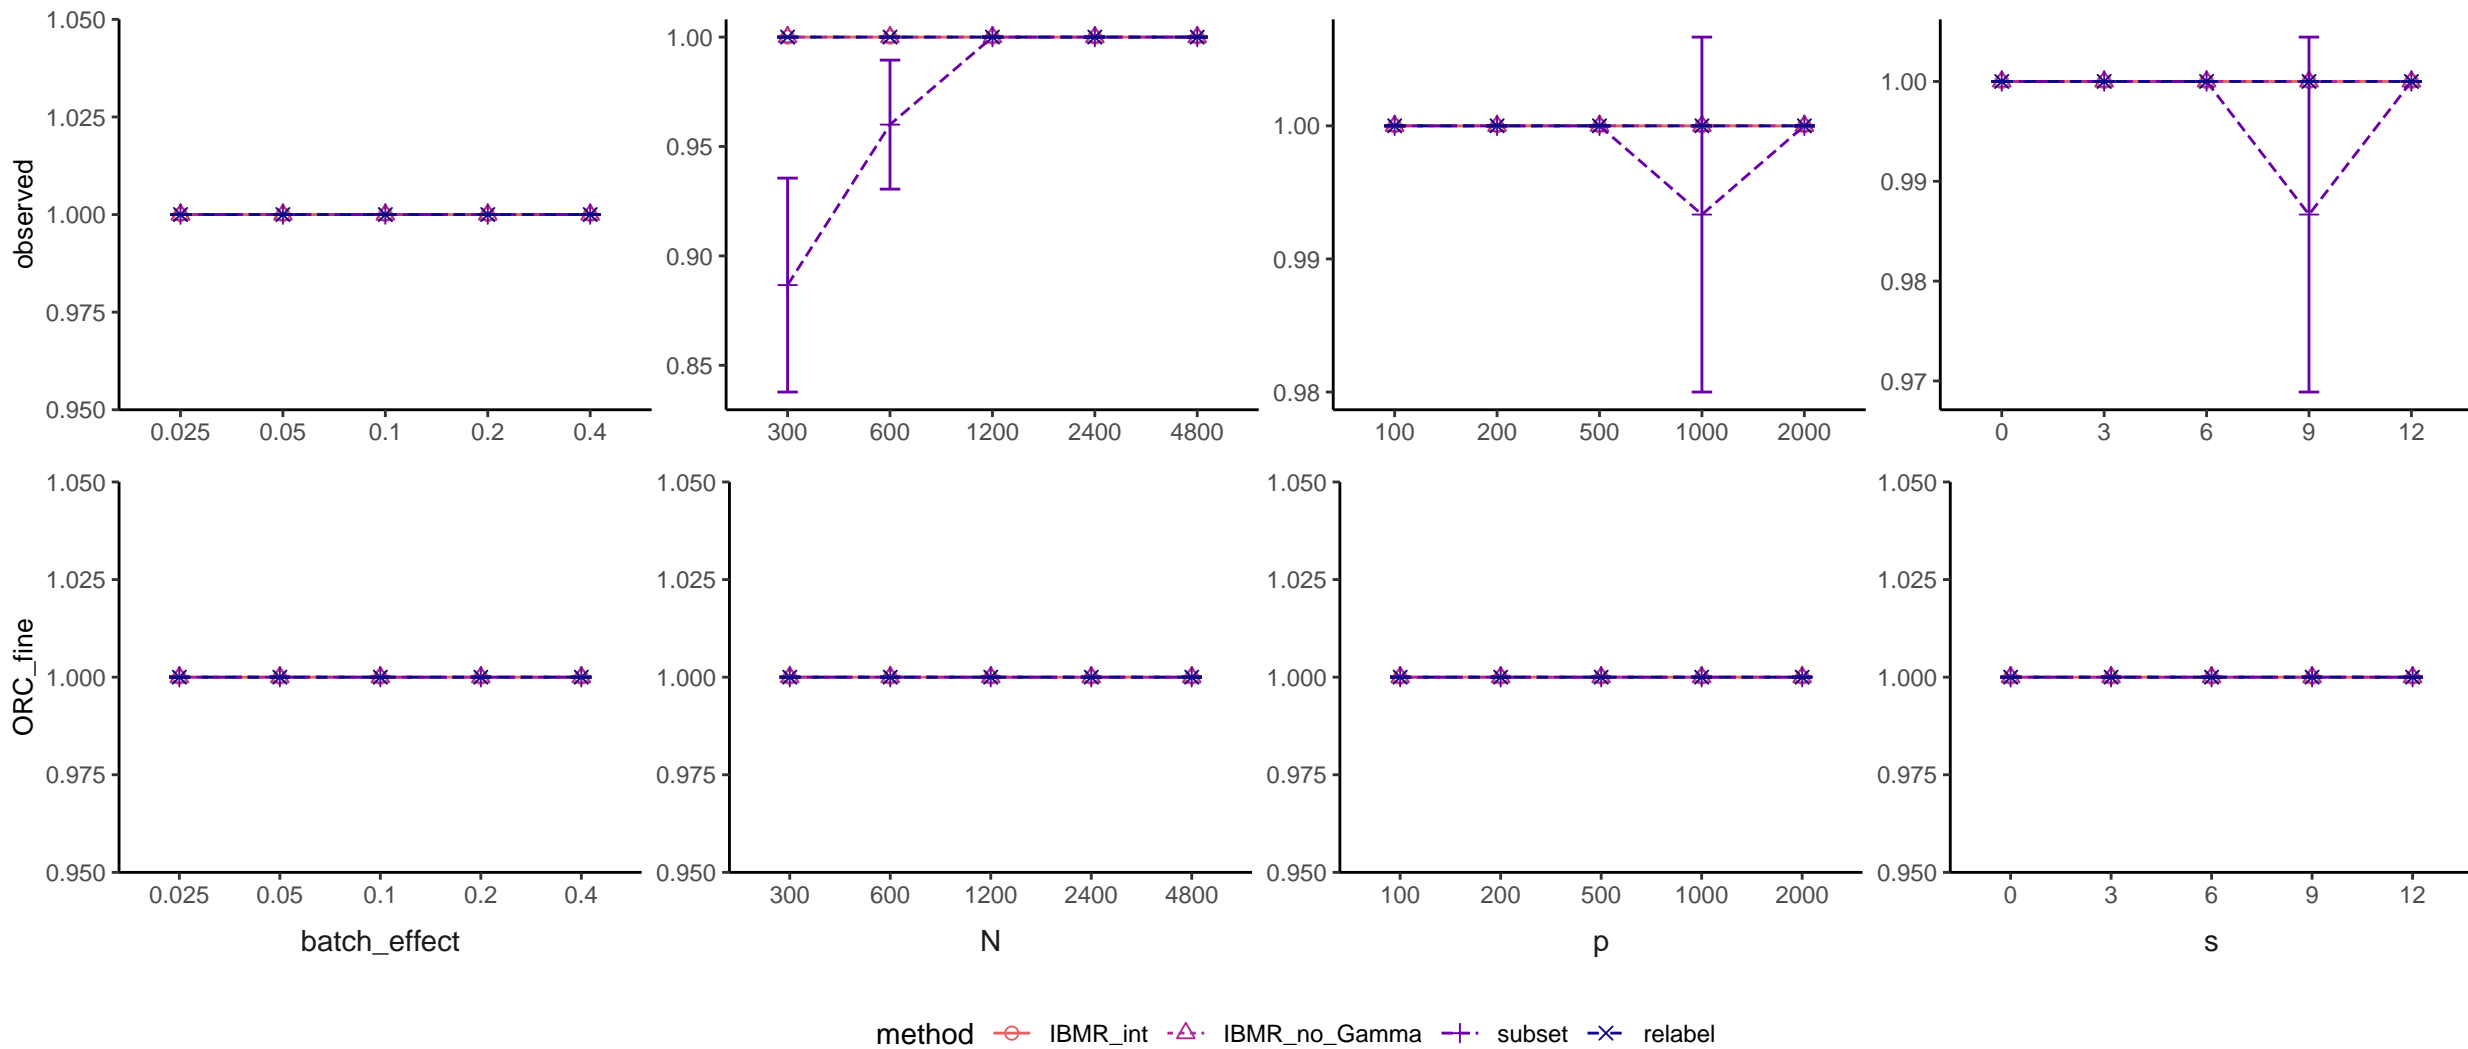 observed
1.050
1.025
1.000
0.975
0.950
0.025 0.05 0.1 0.2 0.4
1.00
0.95
0.90
0.85
300 600 1200 2400 4800
1.00
0.99
0.98
100 200 500 1000 2000
1.00
0.99
0.98
0.97
0 3 6 9 12
ORC_fine
1.050
1.025
1.000
0.975
0.950
0.025 0.05 0.1 0.2 0.4
batch_effect
1.050
1.025
1.000
0.975
0.950
300 600 1200 2400 4800
N
1.050
1.025
1.000
0.975
0.950
100 200 500 1000 2000
p
1.050
1.025
1.000
0.975
0.950
0 3 6 9 12
s
method IBMR_int IBMR_no_Gamma subset relabel